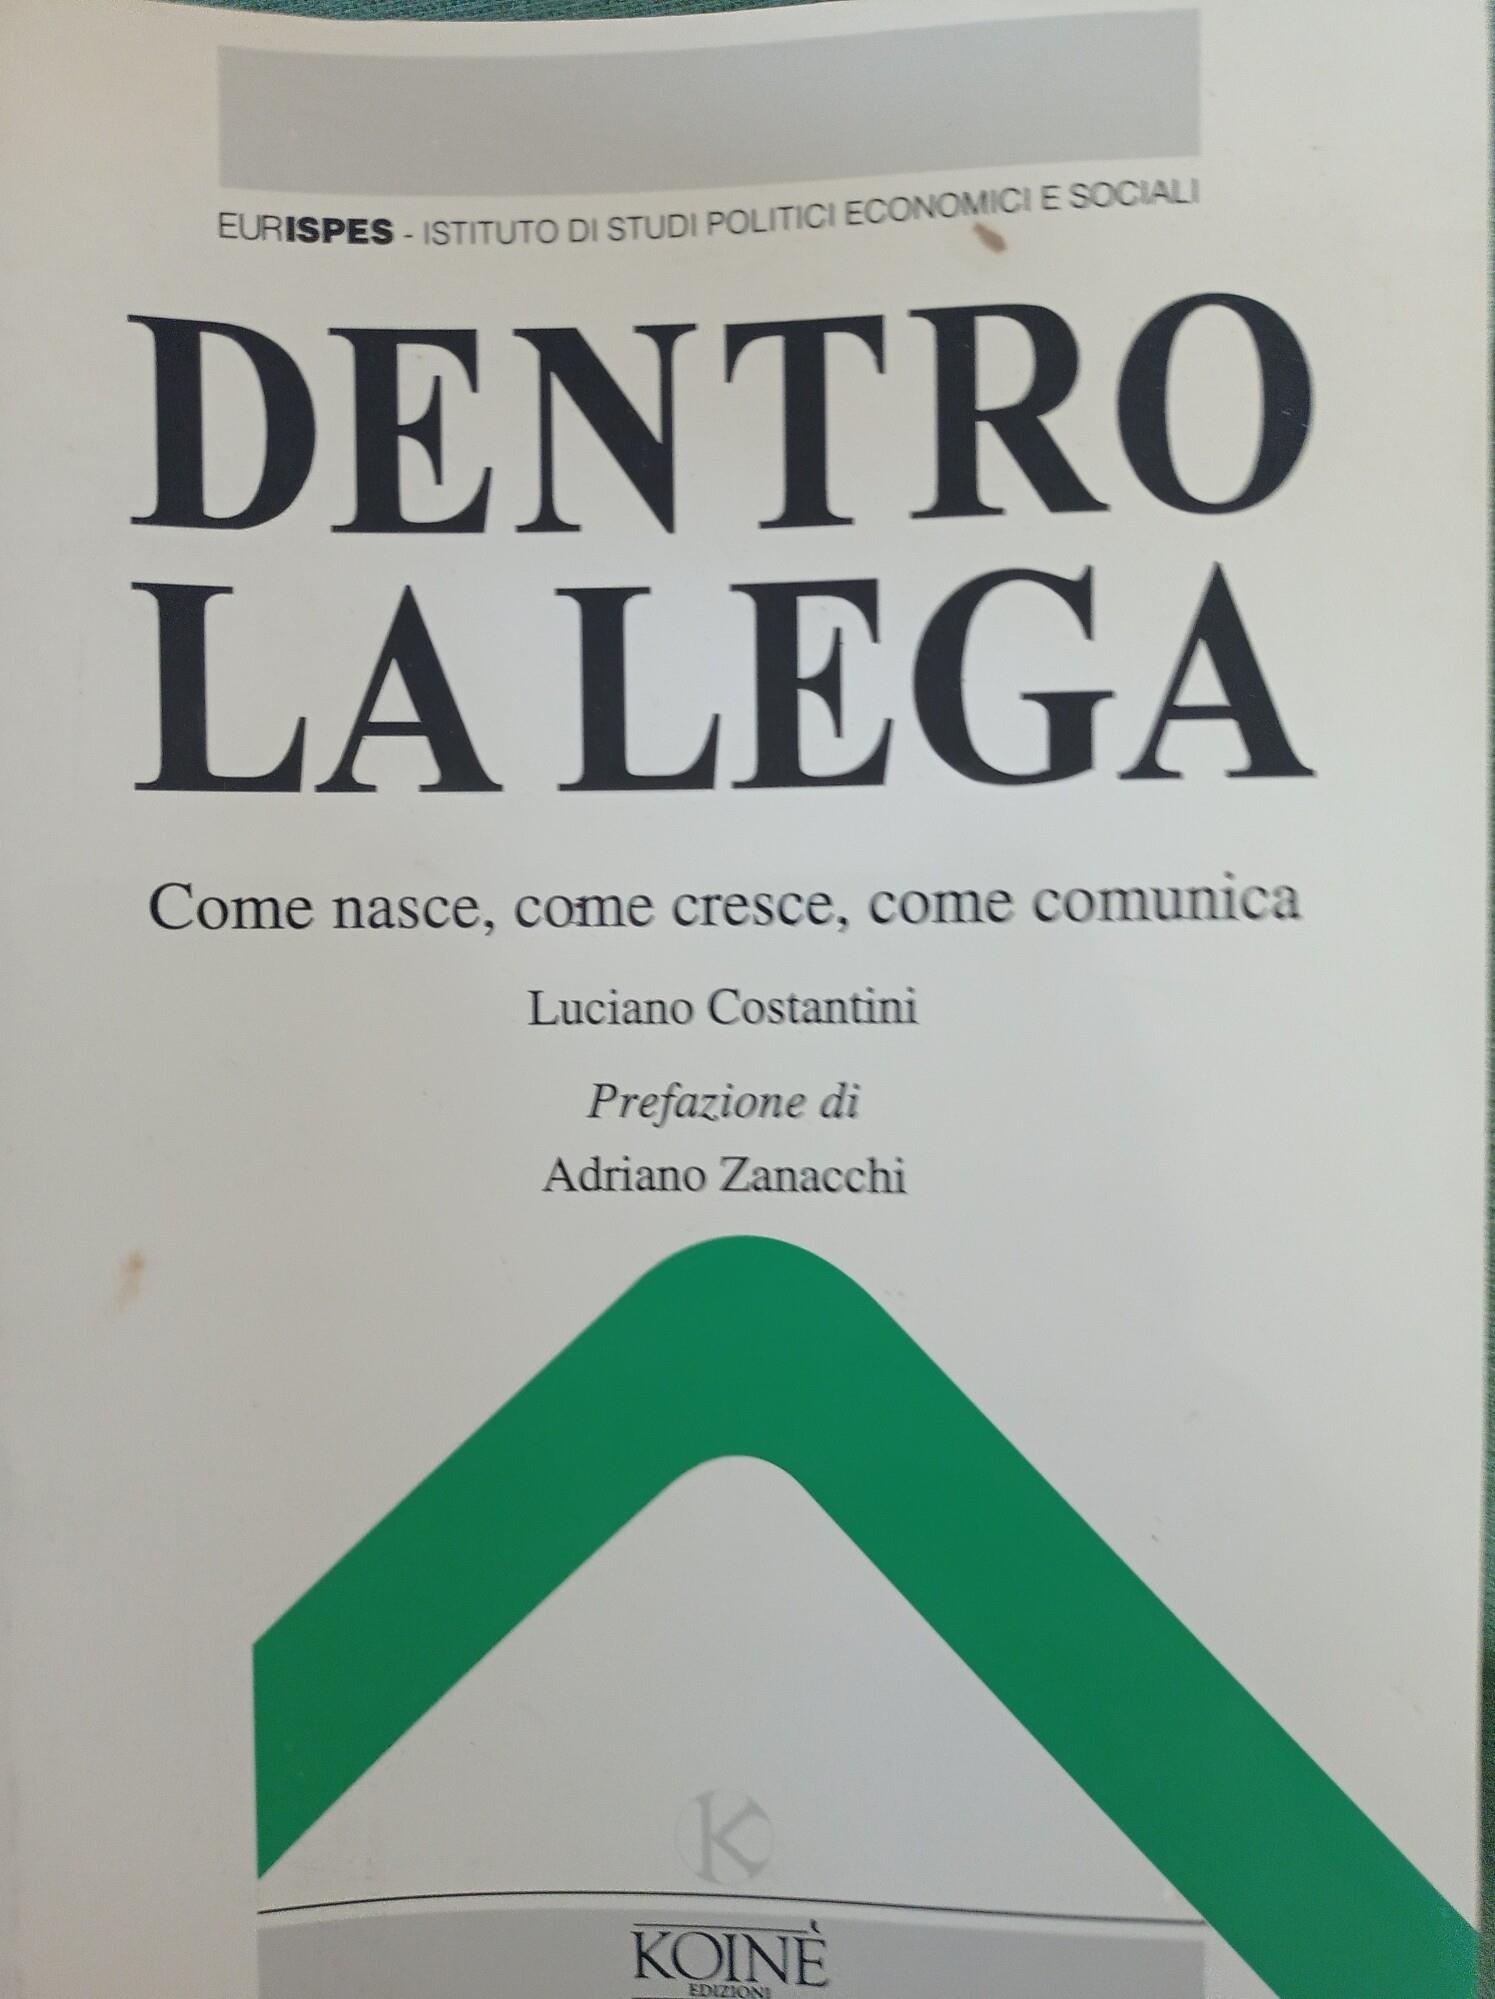 EURISPES - ISTITUTO DI STUDI POLITICI ECONOMICI E SOCIALI
DENTRO
LA LEGA
Come nasce, come cresce, come comunica
Luciano Costantini
Prefazione di
Adriano Zanacchi
K
KOINÈ
EDIZIONI